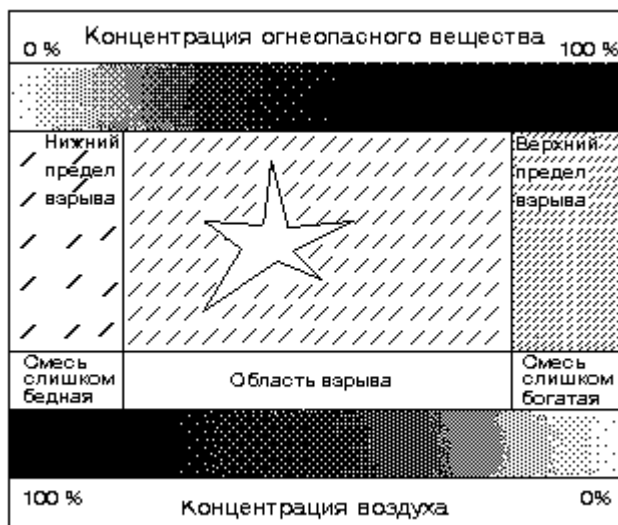 Концентрация огнеопасного вещества
0 %
100 %
Нижний
предел
взрыва
Верхний
предел
взрыва
Смесь
слишком
бедная
Область взрыва
Смесь
слишком
богатая
100 %
Концентрация воздуха
0%